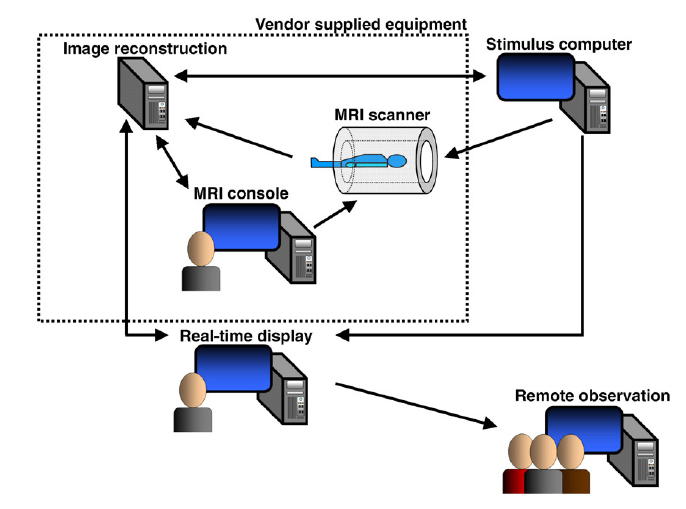 Vendor supplied equipment
Image reconstruction
Stimulus computer
MRI scanner
MRI console
Real-time display
Remote observation